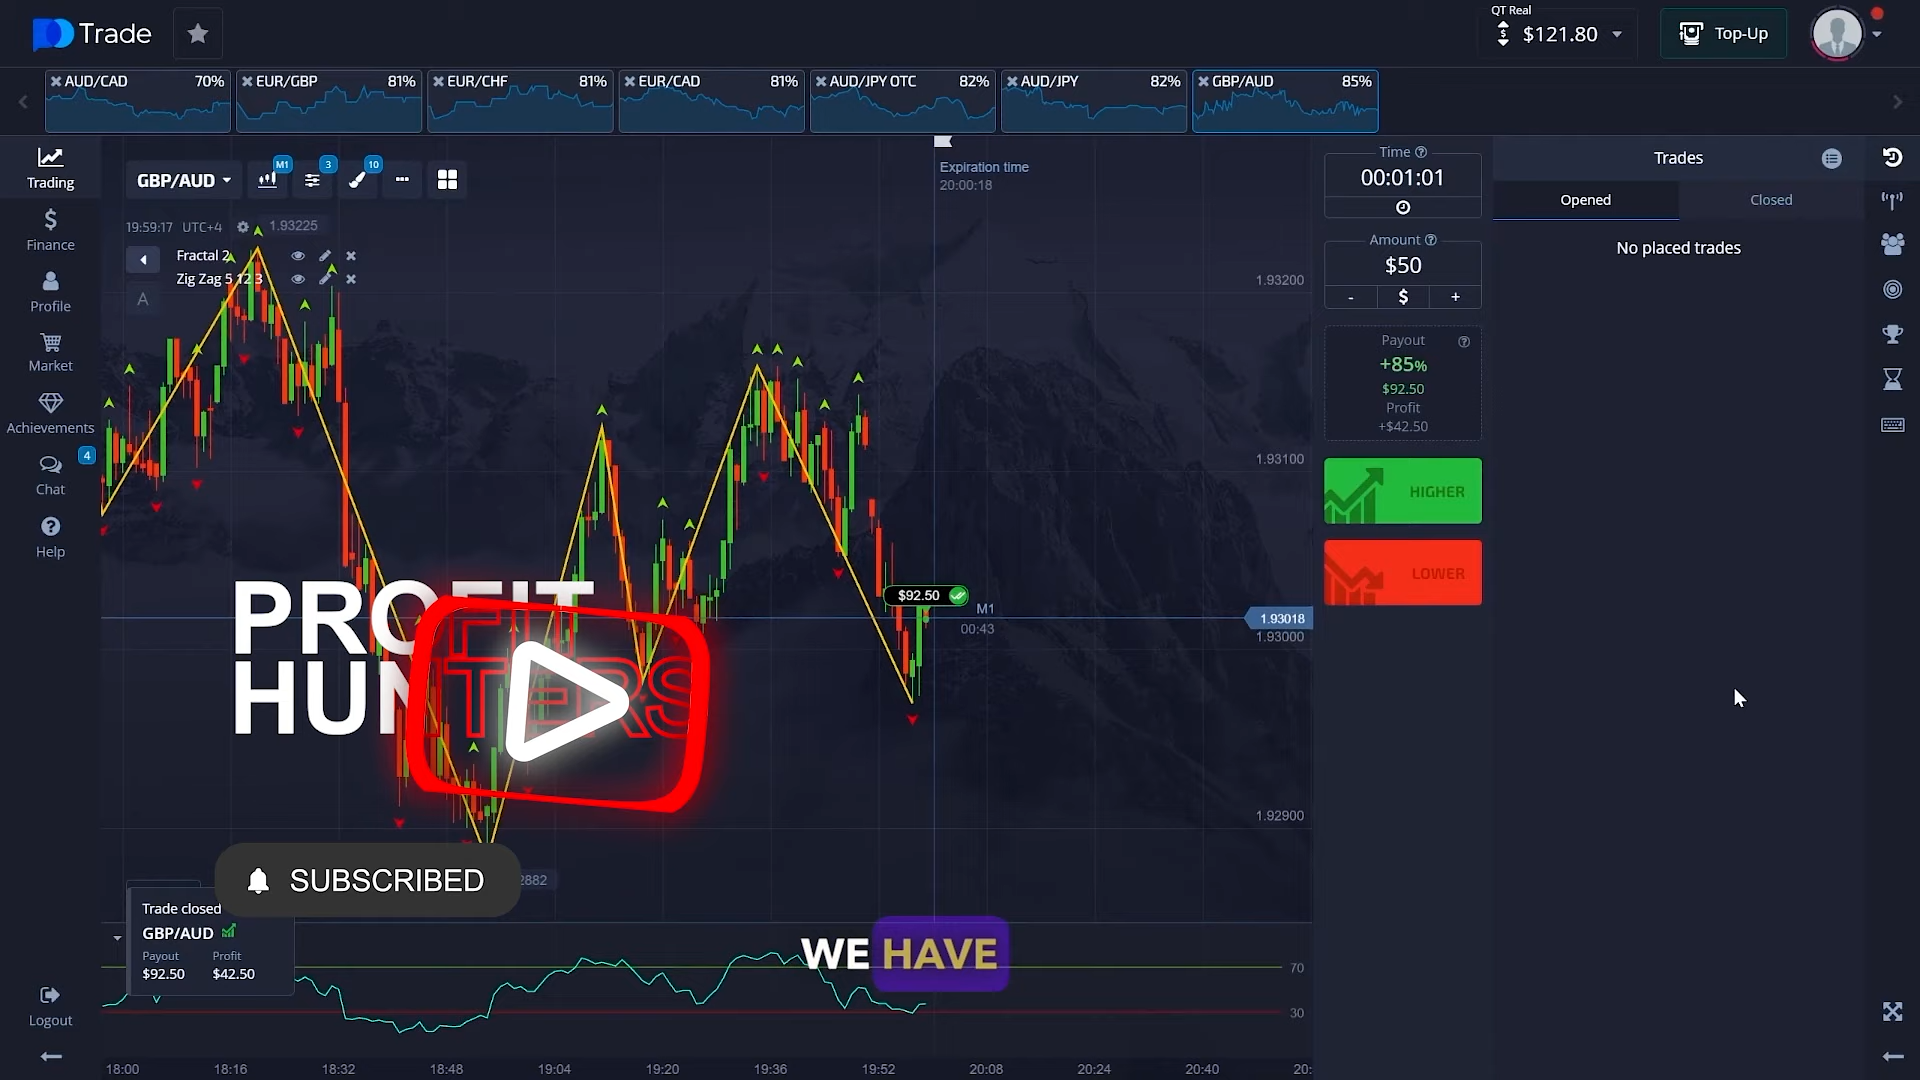 Trade
QT Real
$121.80
Top-Up
AUD/CAD 70%
EUR/GBP 81%
EUR/CHF 81%
EUR/CAD 81%
AUD/JPY OTC 82%
AUD/JPY 82%
GBP/AUD 85%
Trading
Finance
Profile
Market
Achievements
4
Chat
Help
Logout
GBP/AUD
M1
3
10
19:59:17 UTC+4
1.93225
Fractal 2
Zig Zag 5 12 3
A
Expiration time
20:00:18
1.93200
1.93100
1.93018
1.93000
1.92900
$92.50
M1
00:43
PROFIT
HUNTERS
SUBSCRIBED
2882
Trade closed
GBP/AUD
Payout Profit
$92.50 $42.50
WE HAVE
70
30
18:00 18:16 18:32 18:48 19:04 19:20 19:36 19:52 20:08 20:24 20:40 20:
Time
00:01:01
Amount
$50
- $ +
Payout
+85%
$92.50
Profit
+$42.50
HIGHER
LOWER
Trades
Opened Closed
No placed trades